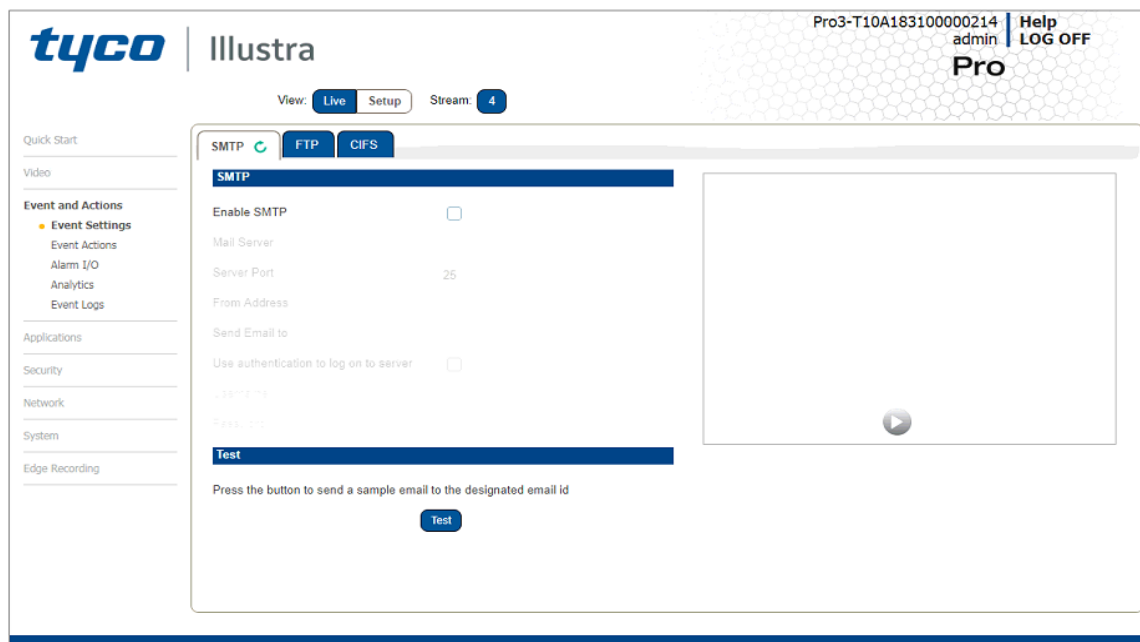 tyco
Illustra
Pro3-T10A183100000214
Help
admin
LOG OFF
Pro
View:
Live
Setup
Stream:
4
Quick Start
Video
Event and Actions
Event Settings
Event Actions
Alarm I/O
Analytics
Event Logs
Applications
Security
Network
System
Edge Recording
SMTP
FTP
CIFS
SMTP
Enable SMTP
Mail Server
Server Port
25
From Address
Send Email to
Use authentication to log on to server
Username
Password
Test
Press the button to send a sample email to the designated email id
Test